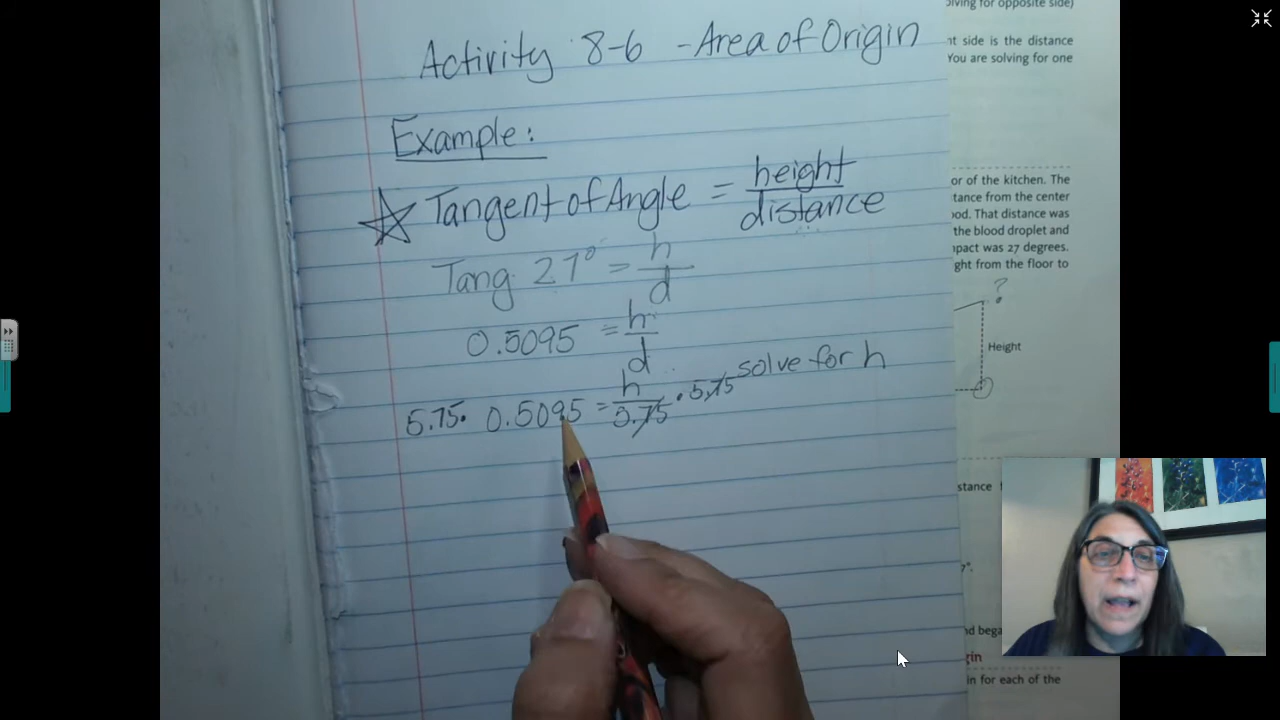 Activity 8-6 - Area of Origin
Example:
Tangent of Angle = height
distance
Tang 27° = h
d
0.5095 = h
d
solve for h
5.75 · 0.5095 = h
5.75 · 5.75
olving for opposite side)
nt side is the distance
You are solving for one
or of the kitchen. The
tance from the center
ood. That distance was
the blood droplet and
mpact was 27 degrees.
ght from the floor to
?
Height
stance
7°.
nd bega
gin
in for each of the